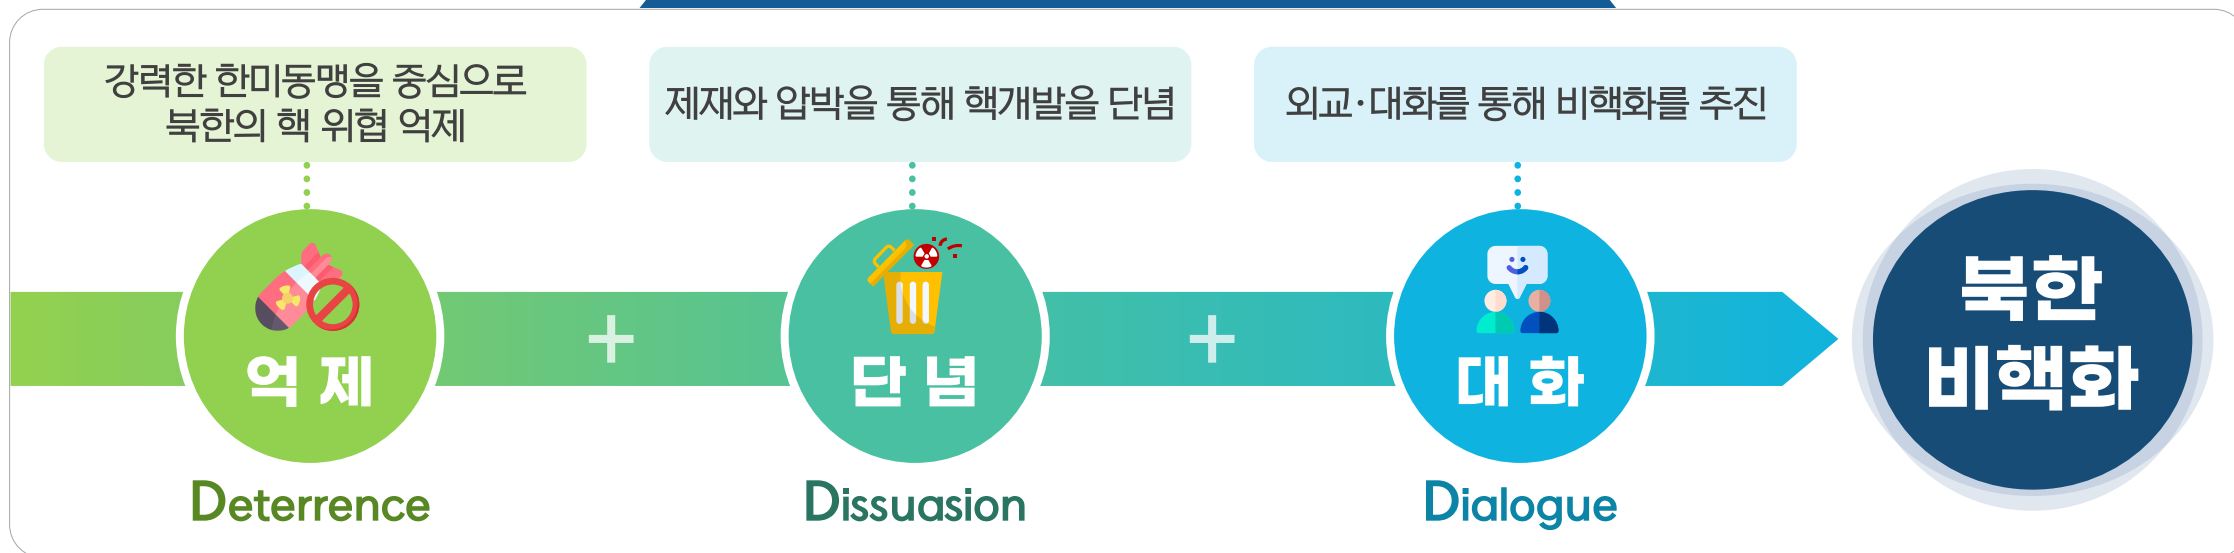 강력한 한미동맹을 중심으로
북한의 핵 위협 억제
억제
Deterrence
+
제재와 압박을 통해 핵개발을 단념
단념
Dissuasion
+
외교·대화를 통해 비핵화를 추진
대화
Dialogue
북한
비핵화